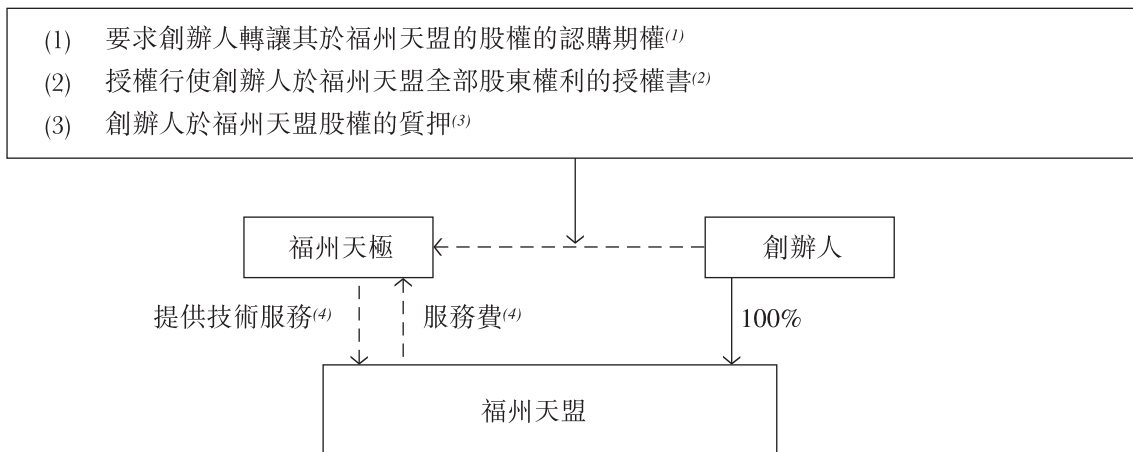 (1) 要求創辦人轉讓其於福州天盟的股權的認購期權(1)
(2) 授權行使創辦人於福州天盟全部股東權利的授權書(2)
(3) 創辦人於福州天盟股權的質押(3)
福州天極
創辦人
提供技術服務(4)
服務費(4)
100%
福州天盟